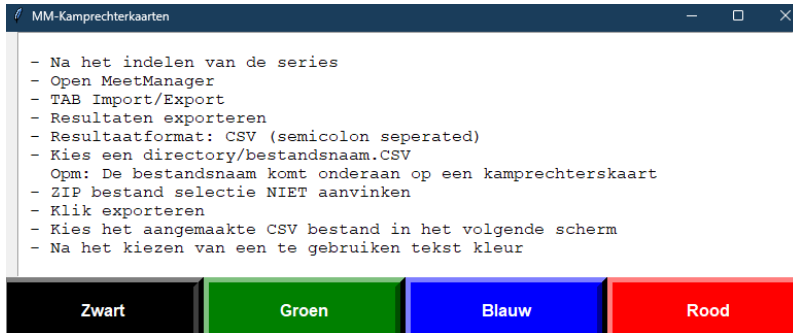 MM-Kamprechterkaarten
- Na het indelen van de series
- Open MeetManager
- TAB Import/Export
- Resultaten exporteren
- Resultaatformat: CSV (semicolon seperated)
- Kies een directory/bestandsnaam.CSV
Opm: De bestandsnaam komt onderaan op een kamprechterskaart
- ZIP bestand selectie NIET aanvinken
- Klik exporteren
- Kies het aangemaakte CSV bestand in het volgende scherm
- Na het kiezen van een te gebruiken tekst kleur
Zwart Groen Blauw Rood